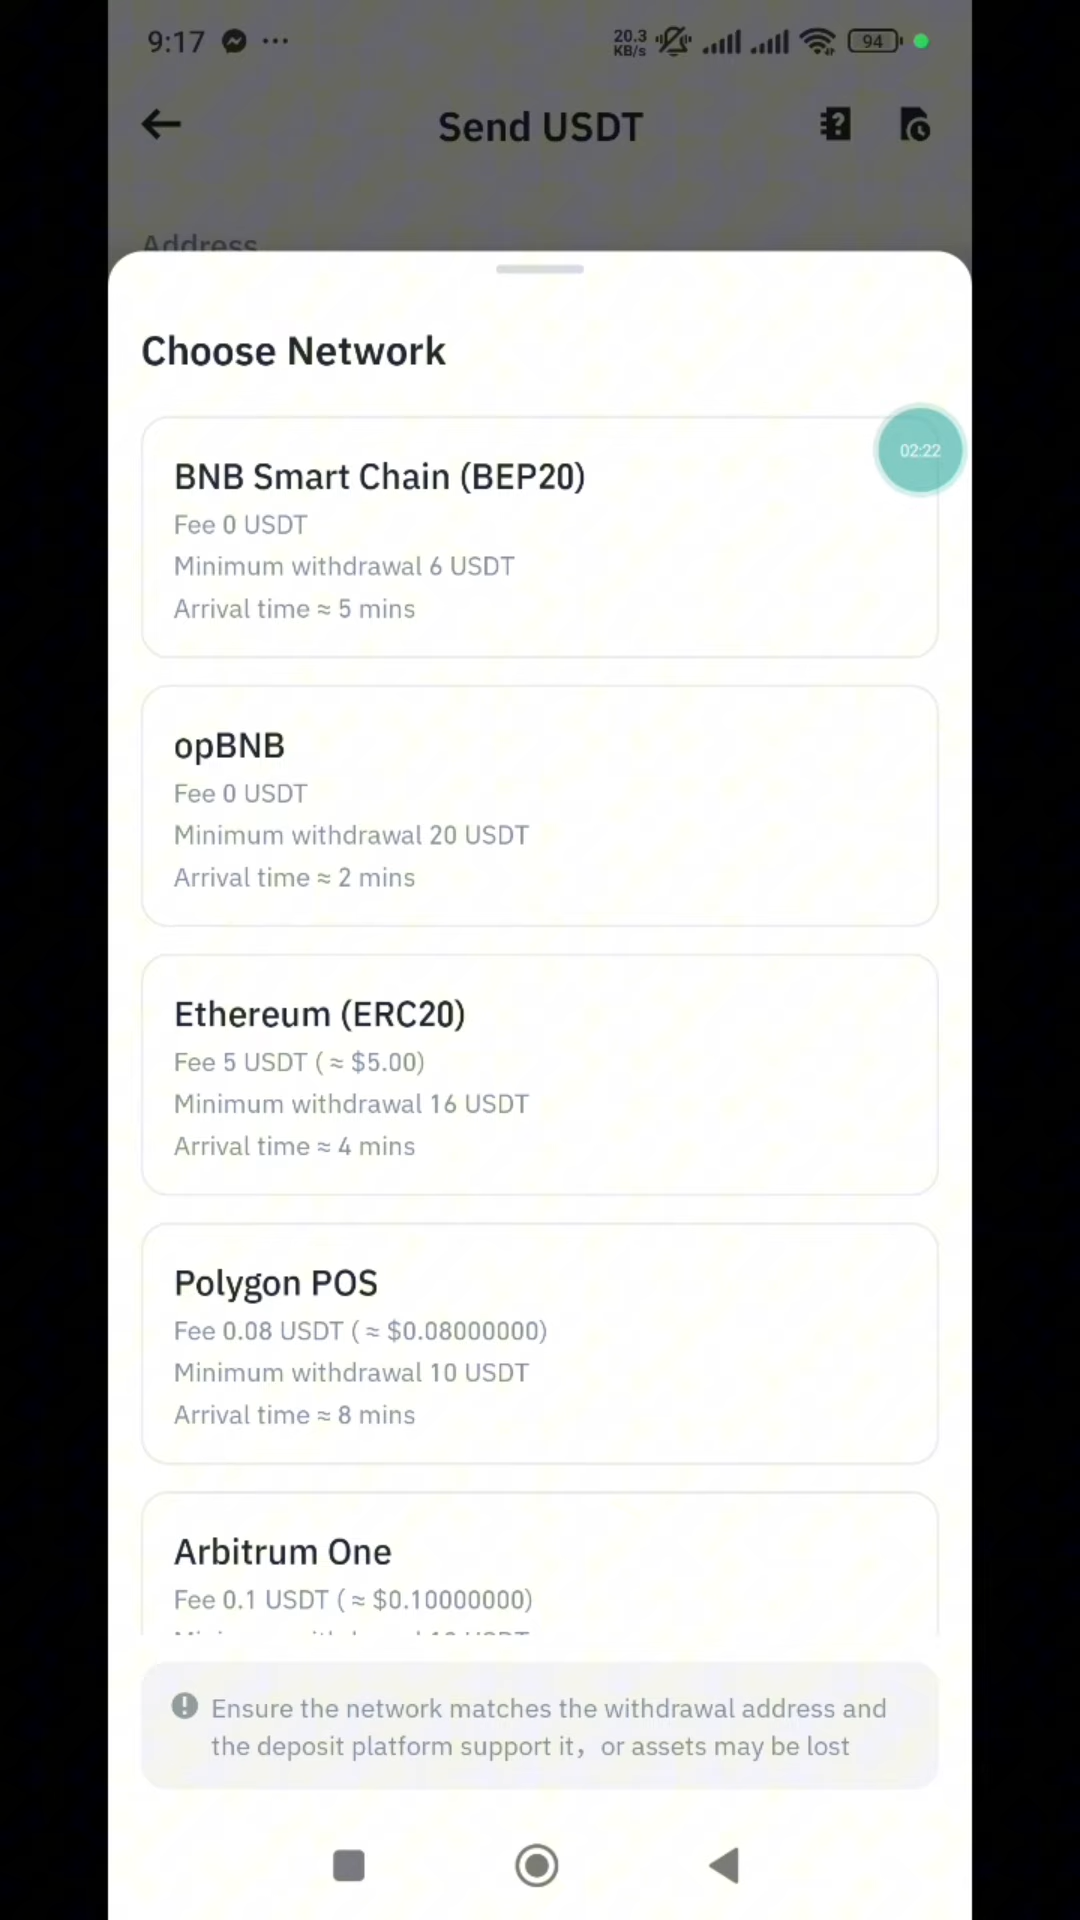 9:17
20.3
KB/s
94
Send USDT
Address
Choose Network
02:22
BNB Smart Chain (BEP20)
Fee 0 USDT
Minimum withdrawal 6 USDT
Arrival time ≈ 5 mins
opBNB
Fee 0 USDT
Minimum withdrawal 20 USDT
Arrival time ≈ 2 mins
Ethereum (ERC20)
Fee 5 USDT ( ≈ $5.00)
Minimum withdrawal 16 USDT
Arrival time ≈ 4 mins
Polygon POS
Fee 0.08 USDT ( ≈ $0.08000000)
Minimum withdrawal 10 USDT
Arrival time ≈ 8 mins
Arbitrum One
Fee 0.1 USDT ( ≈ $0.10000000)
Ensure the network matches the withdrawal address and
the deposit platform support it, or assets may be lost